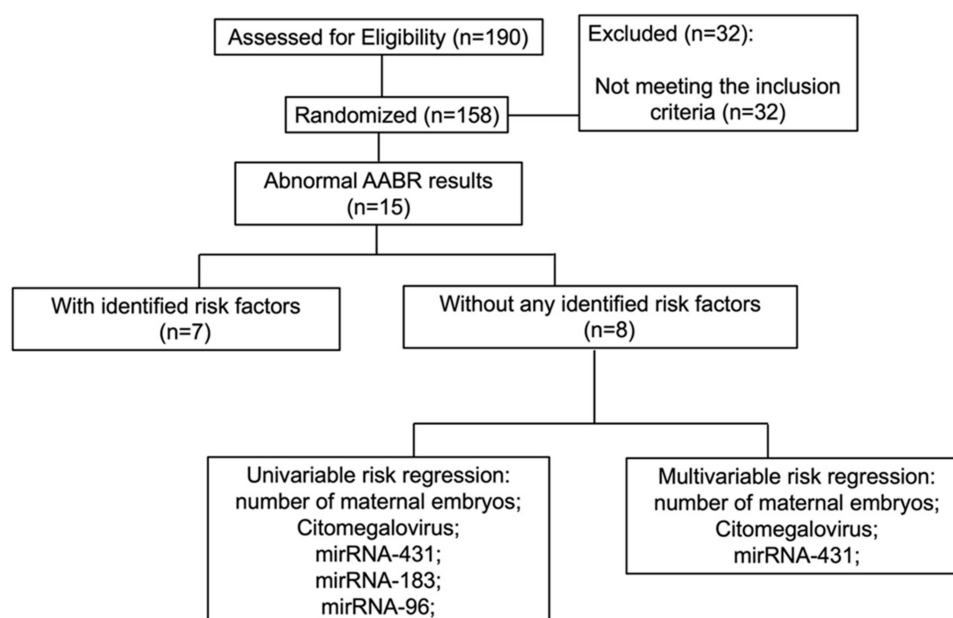 Assessed for Eligibility (n=190)
Excluded (n=32):
Not meeting the inclusion
criteria (n=32)
Randomized (n=158)
Abnormal AABR results
(n=15)
With identified risk factors
(n=7)
Without any identified risk factors
(n=8)
Univariable risk regression:
number of maternal embryos;
Citomegalovirus;
mirRNA-431;
mirRNA-183;
mirRNA-96;
Multivariable risk regression:
number of maternal embryos;
Citomegalovirus;
mirRNA-431;